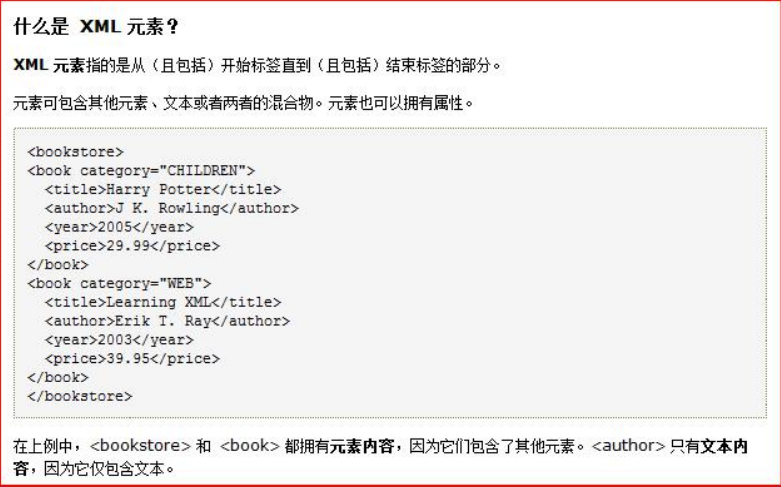 什么是 XML 元素？
XML 元素指的是从（且包括）开始标签直到（且包括）结束标签的部分。
元素可包含其他元素、文本或者两者的混合物。元素也可以拥有属性。
<bookstore>
<book category="CHILDREN">
  <title>Harry Potter</title>
  <author>J K. Rowling</author>
  <year>2005</year>
  <price>29.99</price>
</book>
<book category="WEB">
  <title>Learning XML</title>
  <author>Erik T. Ray</author>
  <year>2003</year>
  <price>39.95</price>
</book>
</bookstore>
在上例中，<bookstore> 和 <book> 都拥有元素内容，因为它们包含了其他元素。<author> 只有文本内
容，因为它仅包含文本。